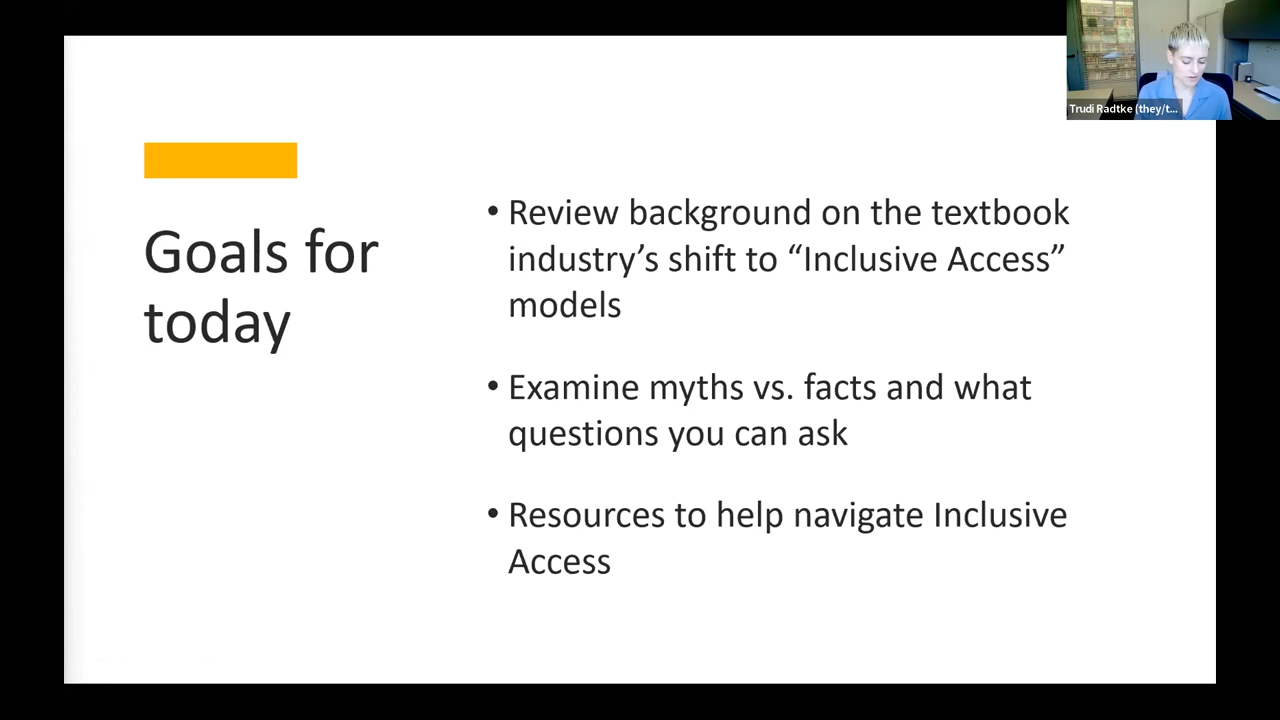 Trudi Radtke (they/t...
Goals for
today
• Review background on the textbook
industry’s shift to “Inclusive Access”
models
• Examine myths vs. facts and what
questions you can ask
• Resources to help navigate Inclusive
Access